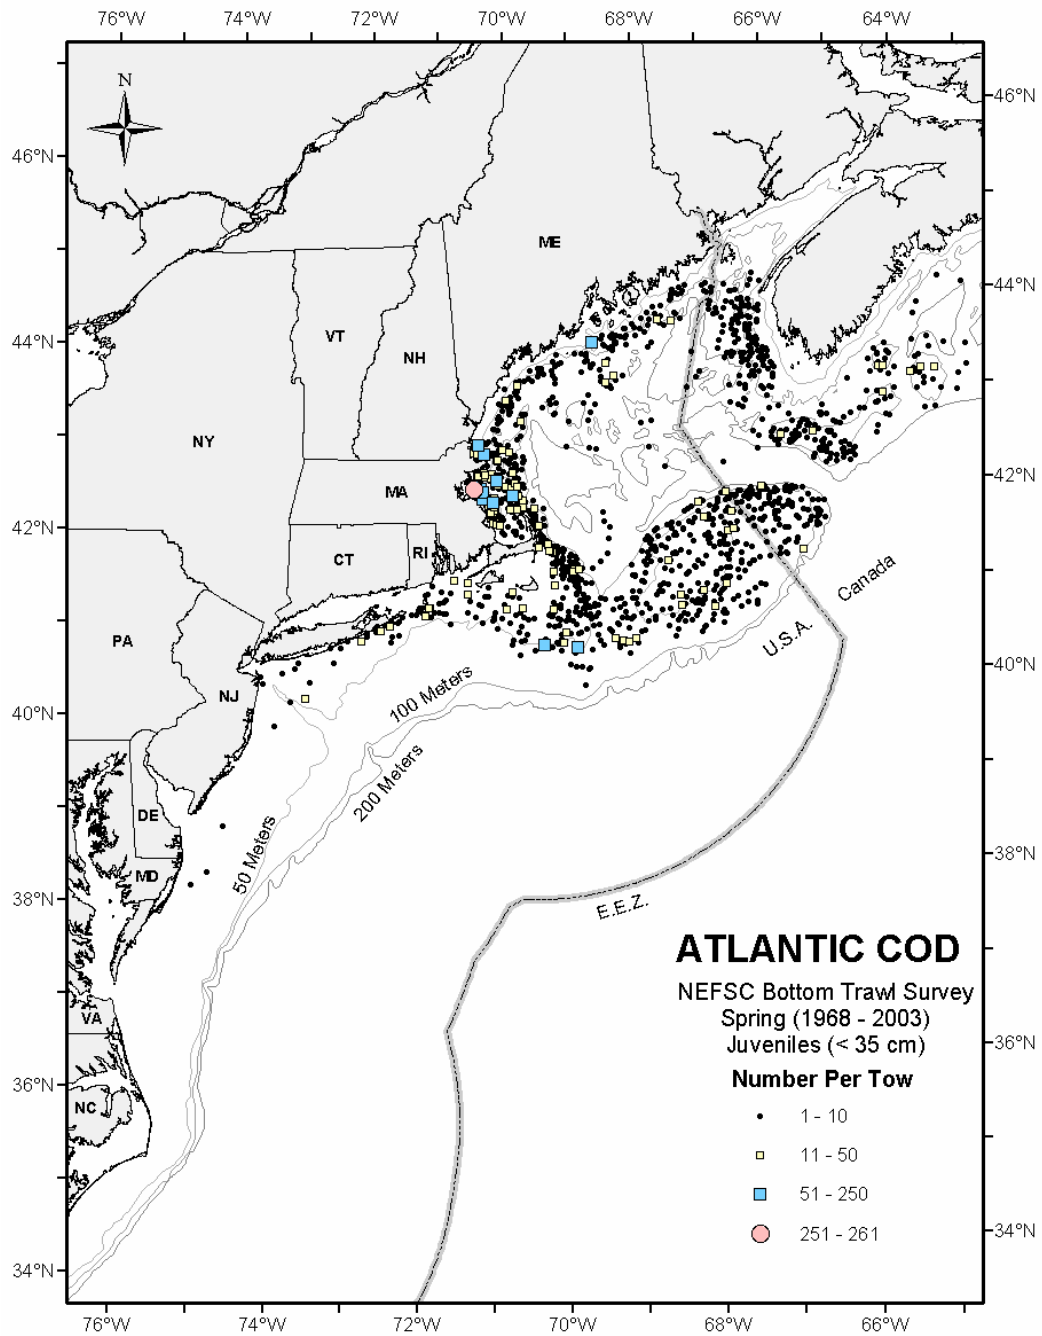 76°W 74°W 72°W 70°W 68°W 66°W 64°W
N
46°N
46°N
ME
44°N
VT
44°N
NH
NY
42°N
MA
42°N
CT
RI
Canada
PA
U.S.A.
40°N
NJ
100 Meters
40°N
200 Meters
DE
50 Meters
38°N
MD
38°N
E.E.Z.
ATLANTIC COD
NEFSC Bottom Trawl Survey
Spring (1968 - 2003)
Juveniles (< 35 cm)
Number Per Tow
1 - 10
11 - 50
51 - 250
251 - 261
VA
36°N
36°N
NC
34°N
34°N
76°W 74°W 72°W 70°W 68°W 66°W